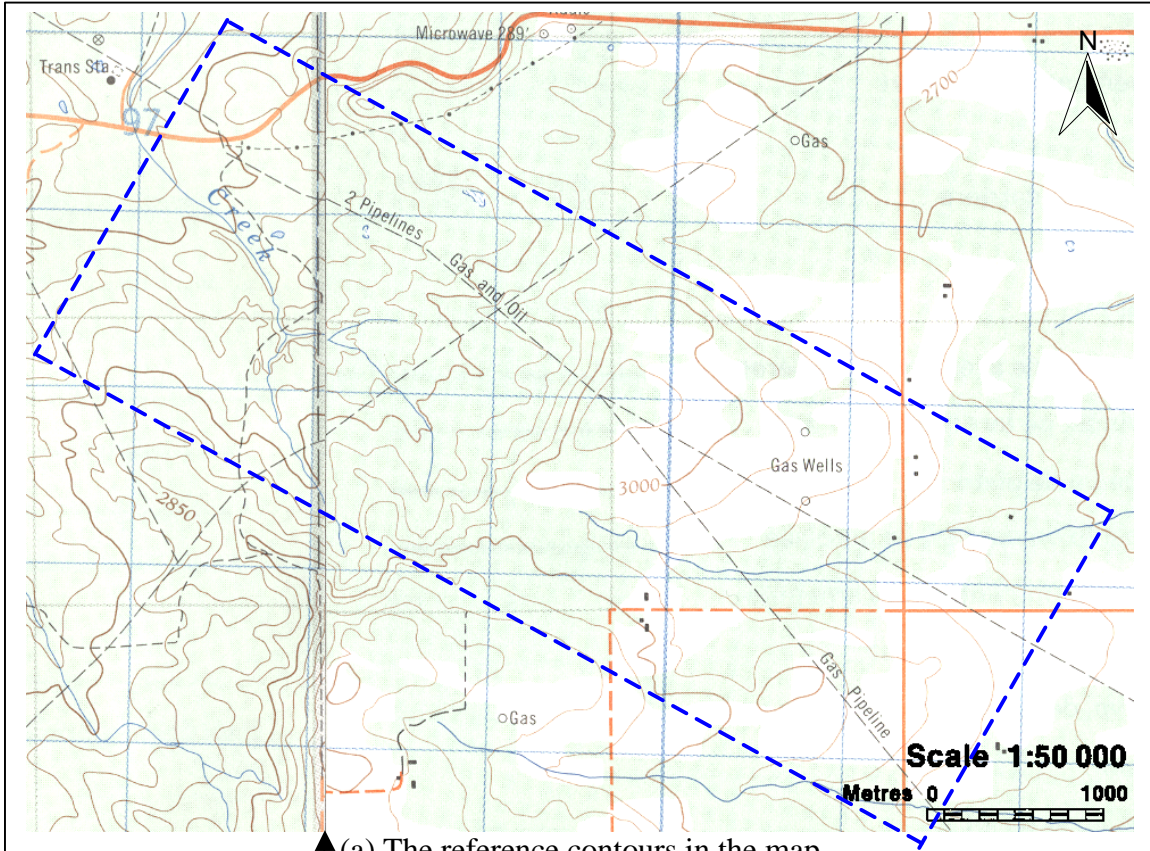 Microwave 289'
N
Trans Sta.
2700
97
Gas
Creek
2 Pipelines
Gas and Oil
Gas Wells
3000
2850
Gas Pipeline
Gas
Scale 1:50 000
Metres 0 1000
(a) The reference contours in the map